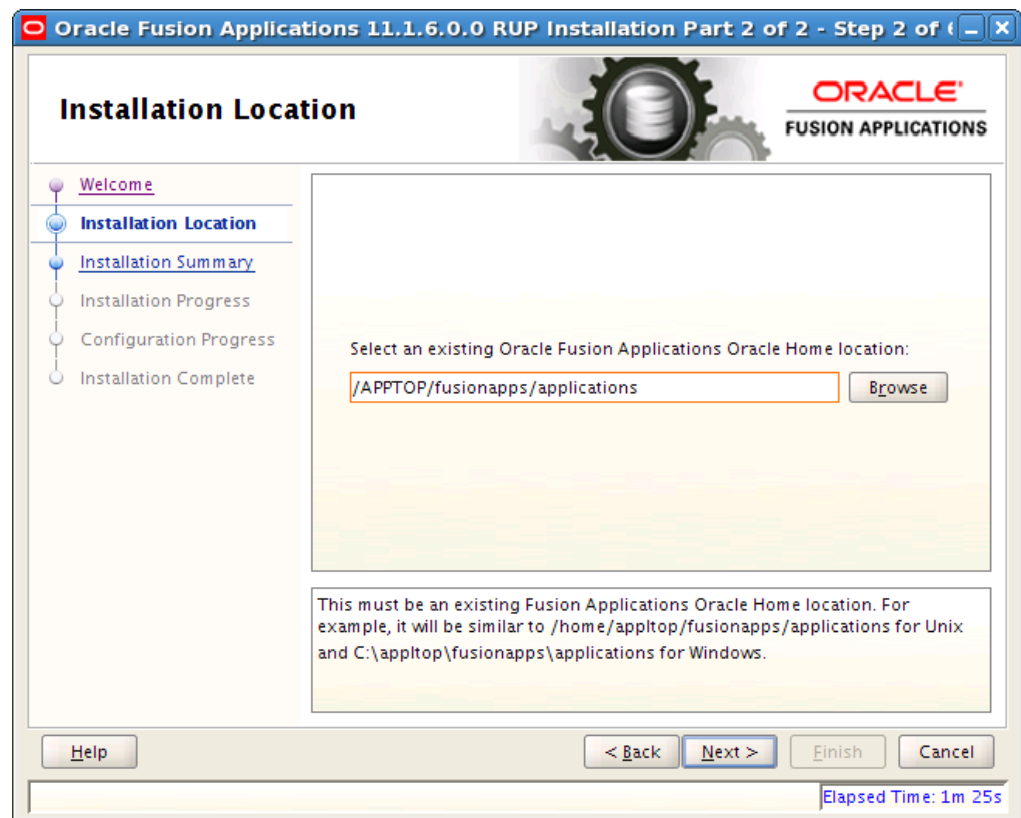 Oracle Fusion Applications 11.1.6.0.0 RUP Installation Part 2 of 2 - Step 2 of
Installation Location
ORACLE
FUSION APPLICATIONS
Welcome
Installation Location
Installation Summary
Installation Progress
Configuration Progress
Installation Complete
Select an existing Oracle Fusion Applications Oracle Home location:
/APPTOP/fusionapps/applications
Browse
This must be an existing Fusion Applications Oracle Home location. For
example, it will be similar to /home/appltop/fusionapps/applications for Unix
and C:\appltop\fusionapps\applications for Windows.
Help
< Back
Next >
Finish
Cancel
Elapsed Time: 1m 25s